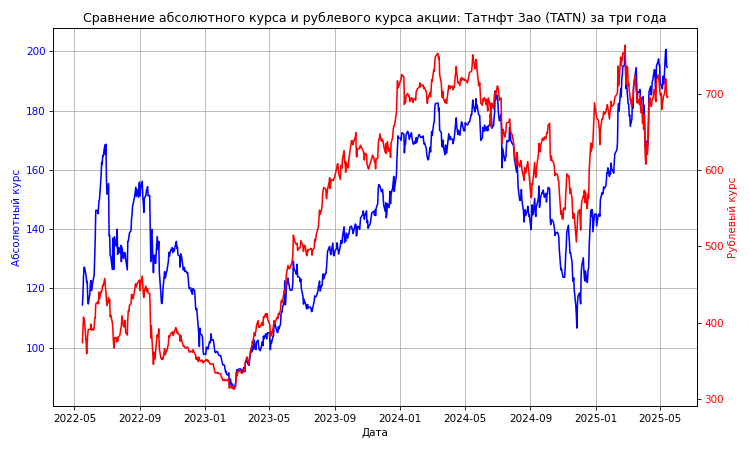 Сравнение абсолютного курса и рублевого курса акции: Татнфт 3ао (TATN) за три года
200
180
160
140
120
100
Абсолютный курс
700
600
500
400
300
Рублевый курс
2022-05 2022-09 2023-01 2023-05 2023-09 2024-01 2024-05 2024-09 2025-01 2025-05
Дата